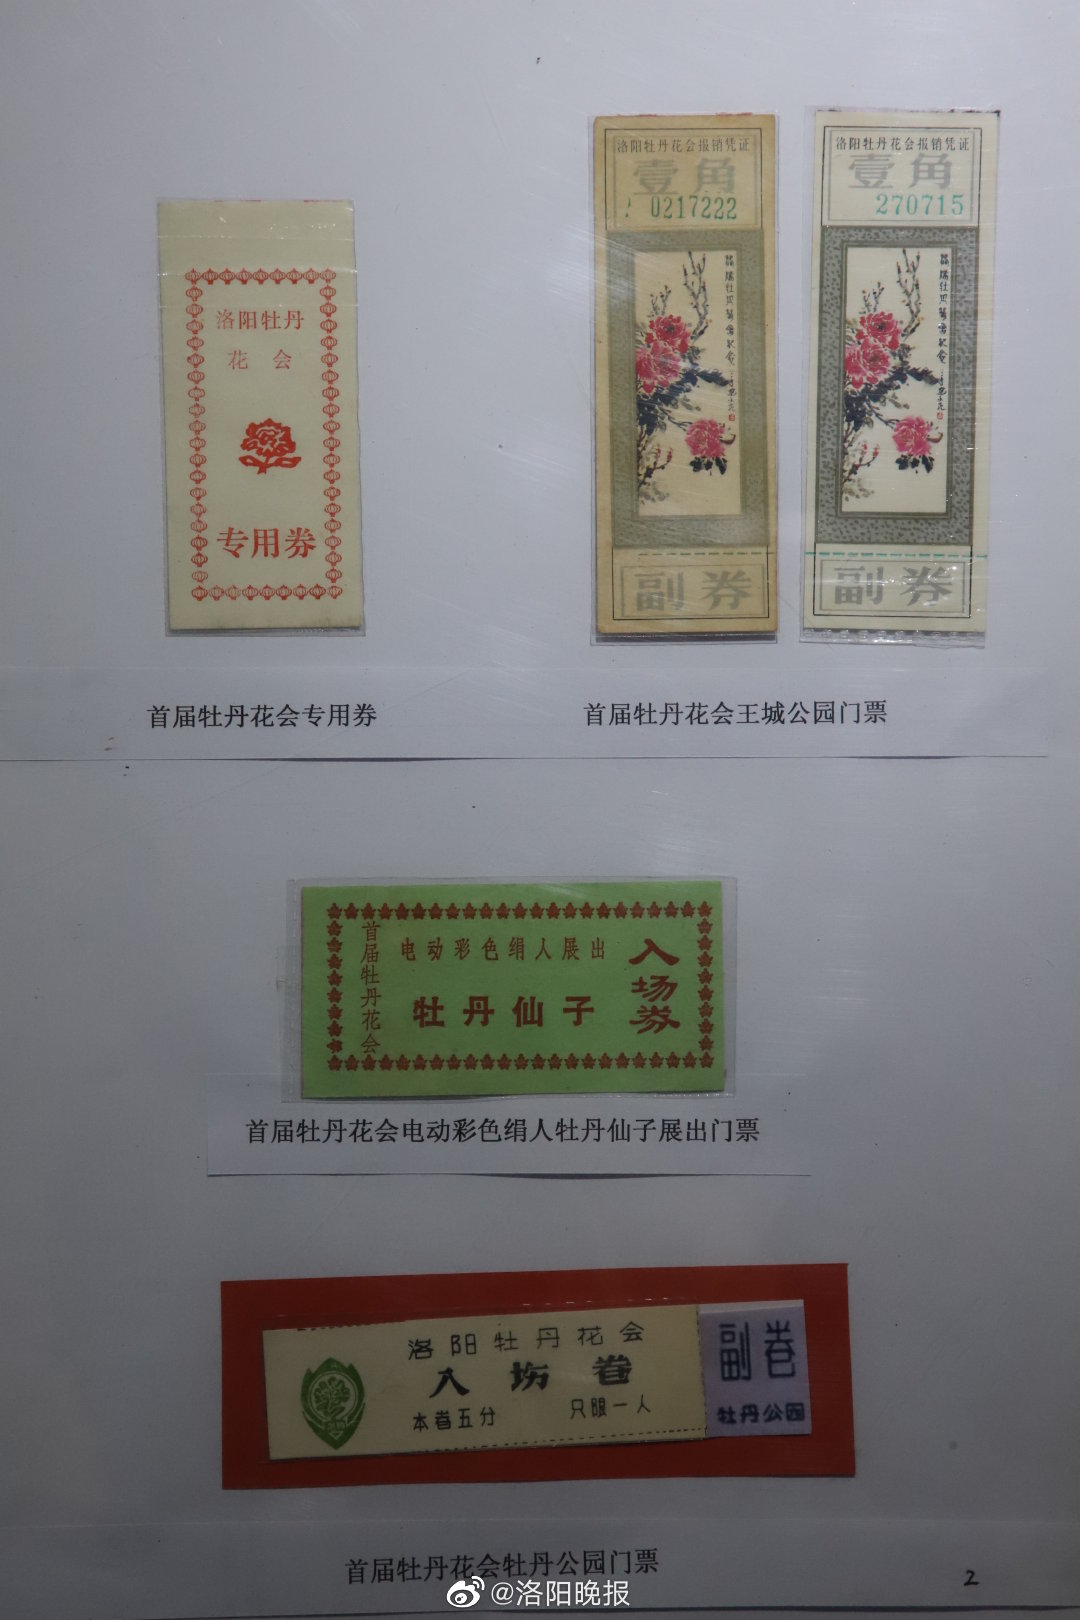 洛阳牡丹
花会
专用券
首届牡丹花会专用券
洛阳牡丹花会报销凭证
壹角
0217222
副券
洛阳牡丹花会报销凭证
壹角
270715
副券
首届牡丹花会王城公园门票
首届牡丹花会
电动彩色绢人展出
牡丹仙子
入场券
首届牡丹花会电动彩色绢人牡丹仙子展出门票
洛阳牡丹花会
入场卷
本卷五分
只限一人
副卷
牡丹公园
首届牡丹花会牡丹公园门票
2
@洛阳晚报